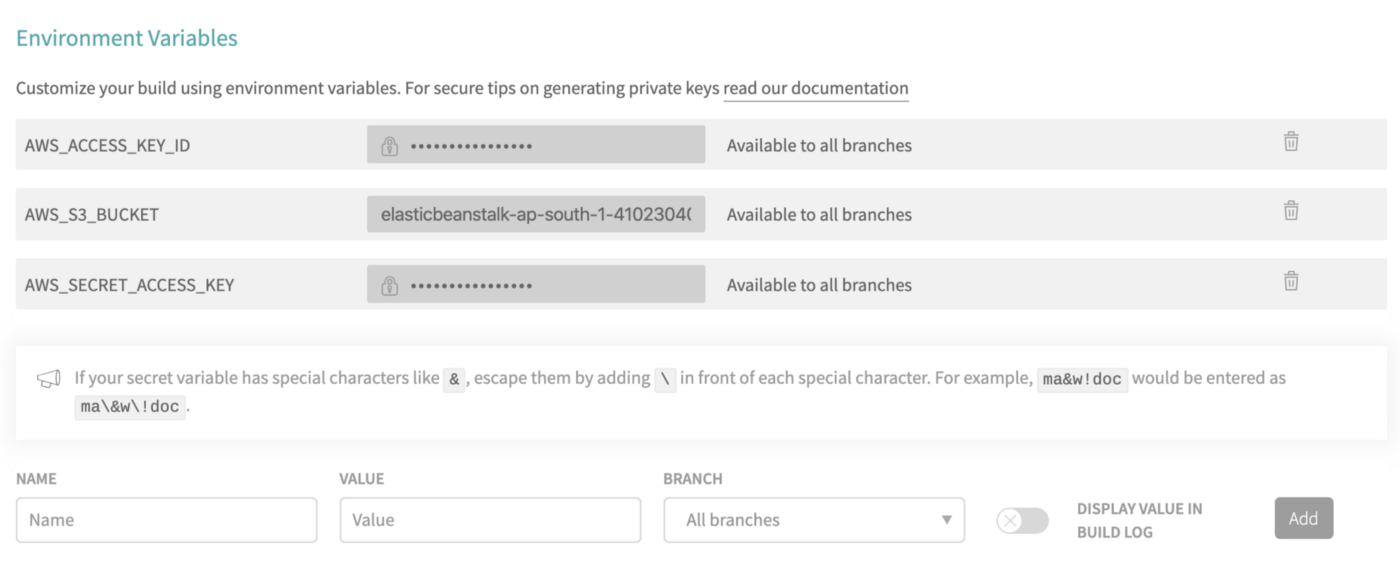 Environment Variables
Customize your build using environment variables. For secure tips on generating private keys read our documentation
AWS_ACCESS_KEY_ID •••••••••••••••• Available to all branches
AWS_S3_BUCKET elasticbeanstalk-ap-south-1-4102304( Available to all branches
AWS_SECRET_ACCESS_KEY •••••••••••••••• Available to all branches
If your secret variable has special characters like & , escape them by adding \ in front of each special character. For example, ma&w!doc would be entered as
ma\&w\!doc .
NAME VALUE BRANCH
Name Value All branches DISPLAY VALUE IN BUILD LOG Add